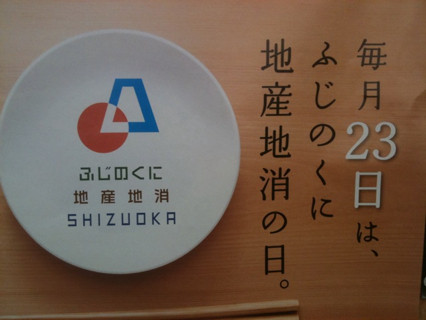 毎月23日は、
ふじのくに
地産地消の日。
ふじのくに
地産地消
SHIZUOKA